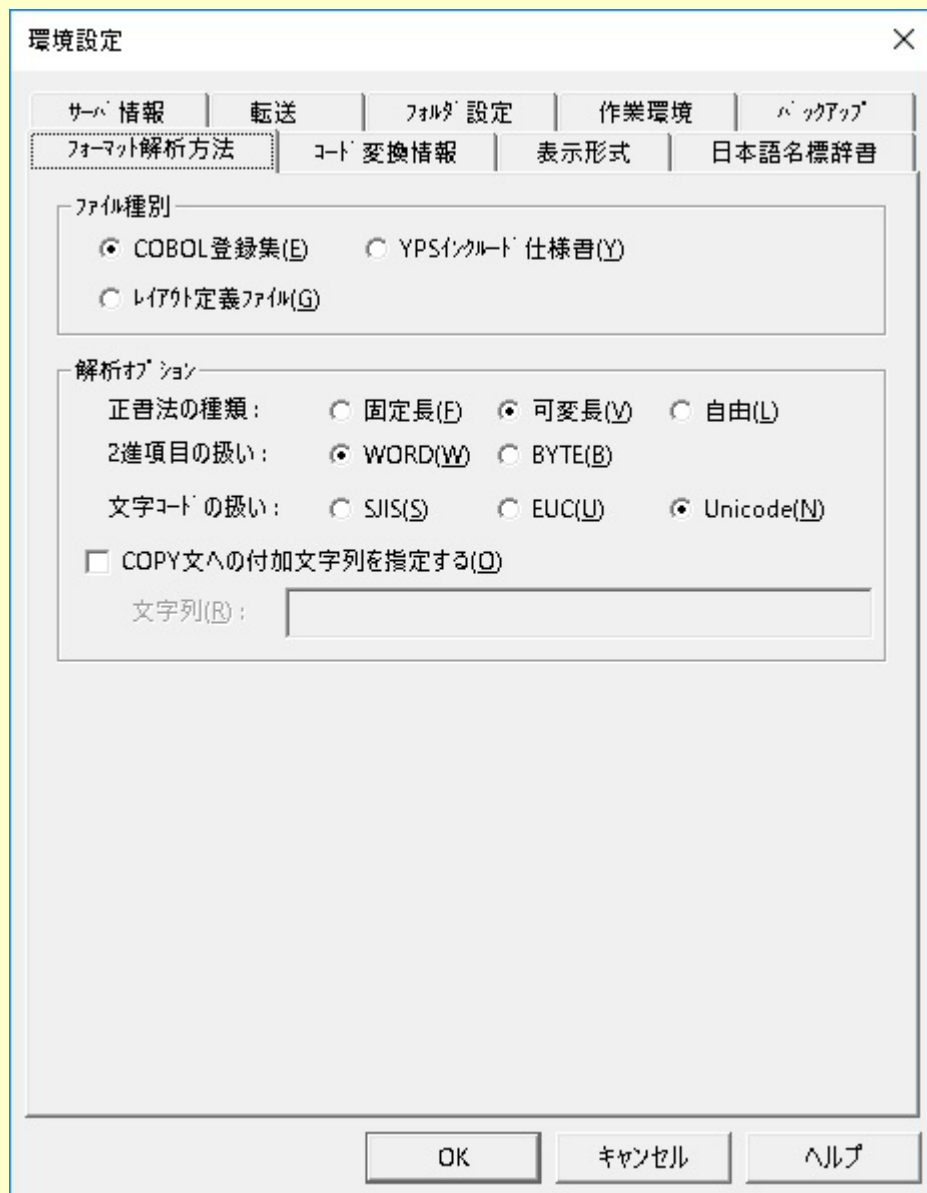 環境設定
ｻｰﾊﾞ情報 転送 ﾌｫﾙﾀﾞ設定 作業環境 ﾊﾞｯｸｱｯﾌﾟ
ﾌｫｰﾏｯﾄ解析方法 ｺｰﾄﾞ変換情報 表示形式 日本語名標辞書
ﾌｧｲﾙ種別
COBOL登録集(E) YPSｲﾝｸﾙｰﾄﾞ仕様書(Y)
ﾚｲｱｳﾄ定義ﾌｧｲﾙ(G)
解析ｵﾌﾟｼｮﾝ
正書法の種類： 固定長(F) 可変長(V) 自由(L)
2進項目の扱い： WORD(W) BYTE(B)
文字ｺｰﾄﾞの扱い： SJIS(S) EUC(U) Unicode(N)
COPY文への付加文字列を指定する(O)
文字列(R)：
OK キャンセル ヘルプ